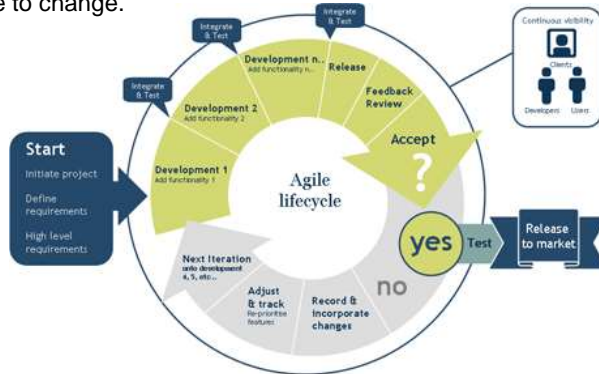 e to change.
Integrate
& Test
Integrate
& Test
Integrate
& Test
Continuous visibility
Clients
Developers
Users
Development n..
Add functionality n...
Release
Development 2
Add functionality 2
Feedback
Review
Development 1
Add functionality 1
Accept
?
Start
Initiate project
Define
requirements
High level
requirements
Agile
lifecycle
yes
Test
Release
to market
no
Next Iteration
onto development
4, 5, etc...
Adjust
& track
Re-prioritise
features
Record &
incorporate
changes